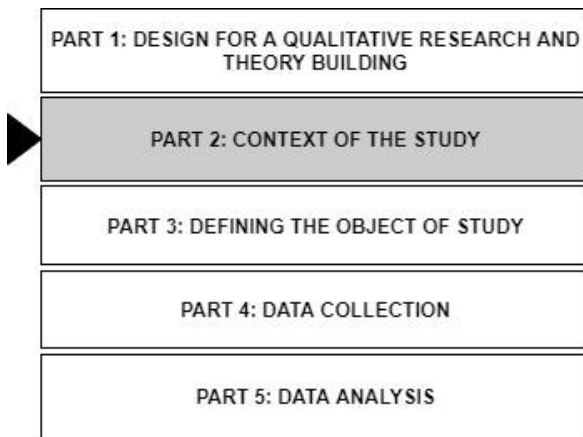 PART 1: DESIGN FOR A QUALITATIVE RESEARCH AND
THEORY BUILDING
PART 2: CONTEXT OF THE STUDY
PART 3: DEFINING THE OBJECT OF STUDY
PART 4: DATA COLLECTION
PART 5: DATA ANALYSIS